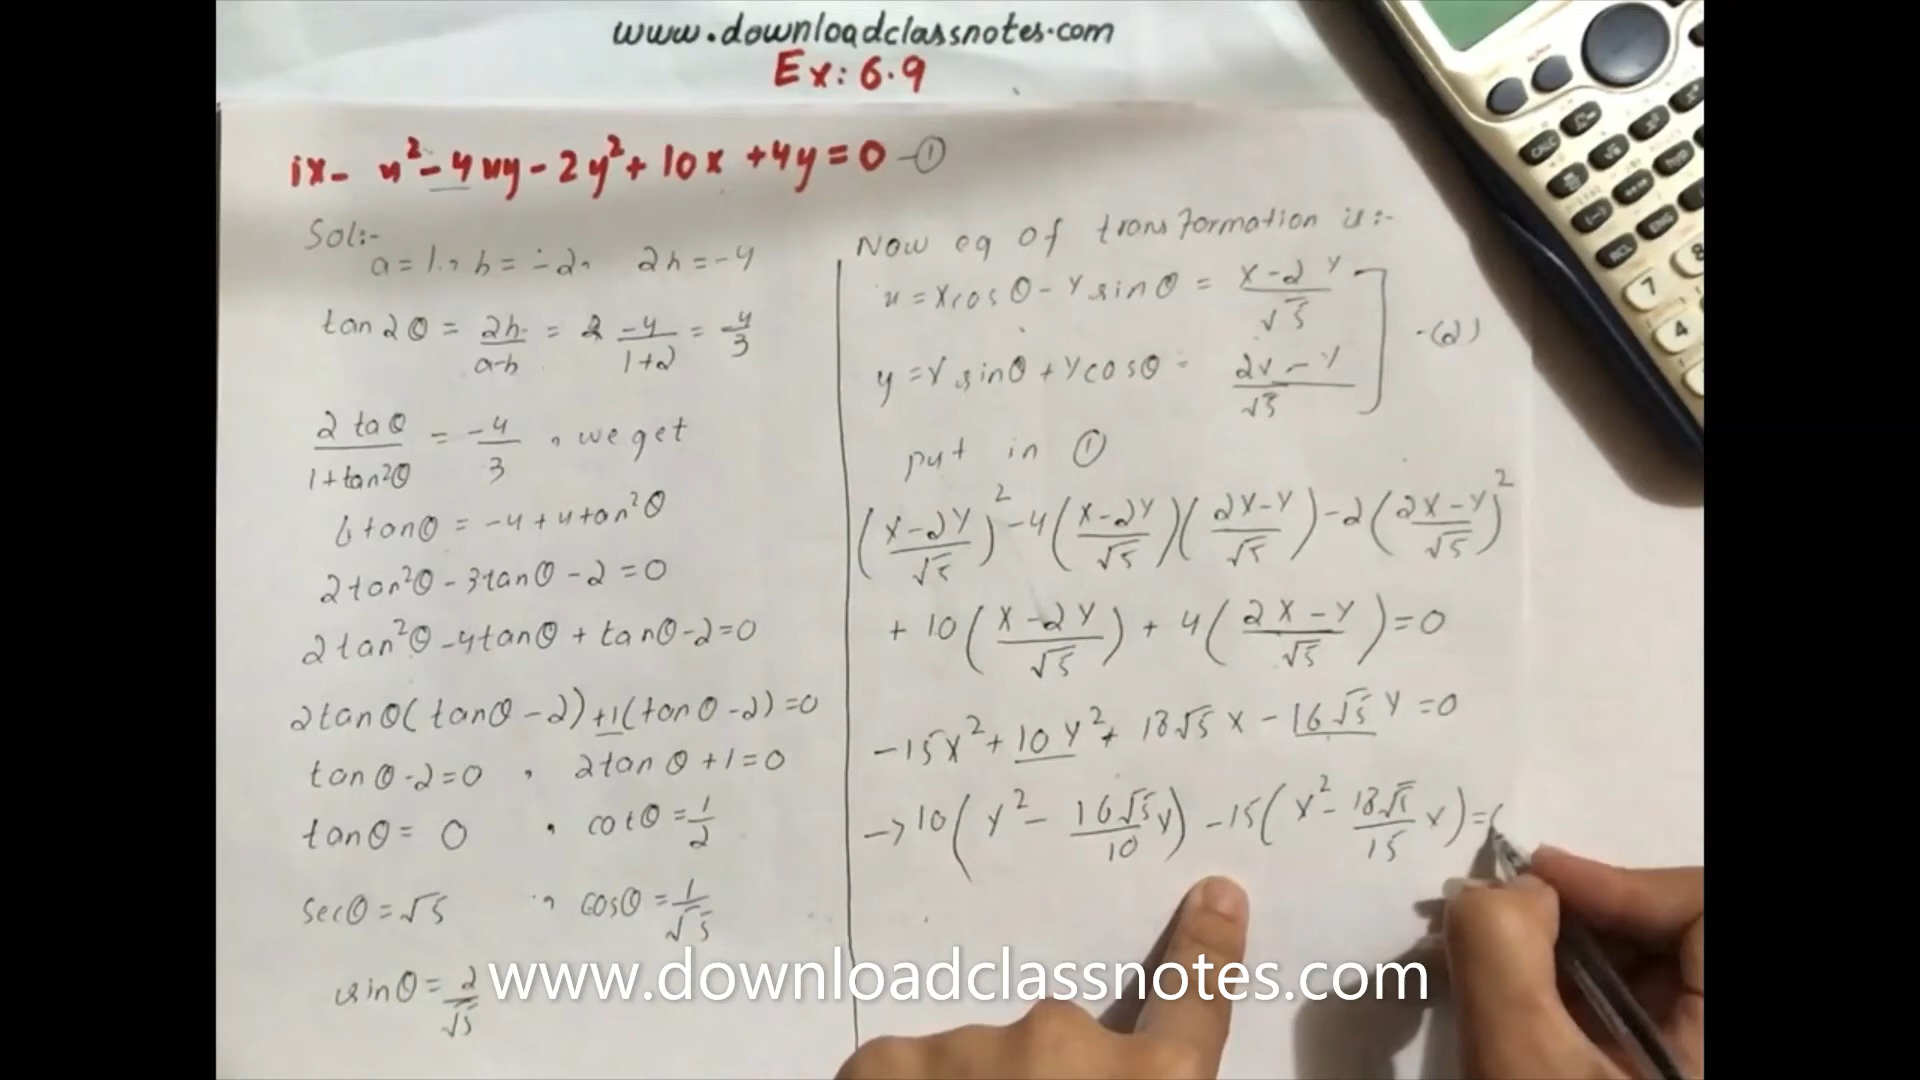 www.downloadclassnotes.com
Ex: 6.9
ix- x² - 4xy - 2y² + 10x + 4y = 0 -①
Sol:-
a = 1, b = -2, 2h = -4
tan2θ = 2h/a-b = -4/1+2 = 4/3
2 taθ/1+tan²θ = -4/3, we get
6tanθ = -4+4tan²θ
2tan²θ - 3tanθ - 2 = 0
2tan²θ - 4tanθ + tanθ - 2 = 0
2tanθ(tanθ - 2) + 1(tanθ - 2) = 0
tanθ - 2 = 0 , 2tanθ + 1 = 0
tanθ = 0 , cotθ = 1/2
secθ = √5 , cosθ = 1/√5
sinθ = 2/√5
Now eq of transformation is:-
x = Xcosθ - Ysinθ = X-2Y/√5
y = Xsinθ + Ycosθ = 2X-Y/√5 -(2)
put in ①
(X-2Y/√5)² - 4(X-2Y/√5)(2X-Y/√5) - 2(2X-Y/√5)²
+ 10(X-2Y/√5) + 4(2X-Y/√5) = 0
-15X² + 10Y² + 18√5 X - 16√5 Y = 0
→ 10(Y² - 16√5Y/10) - 15(X² - 18√5/15 X) = 0
www.downloadclassnotes.com